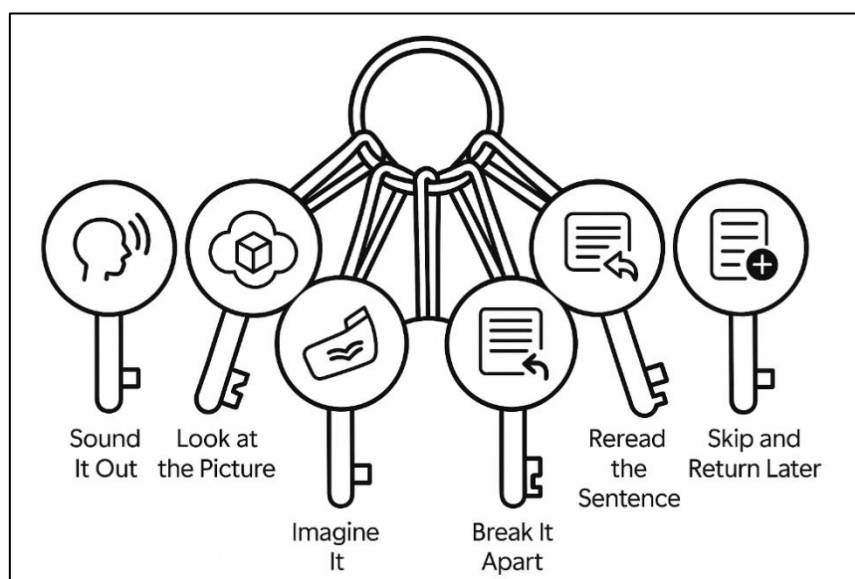 Sound
It Out
Look at
the Picture
Imagine
It
Break It
Apart
Reread
the
Sentence
Skip and
Return Later